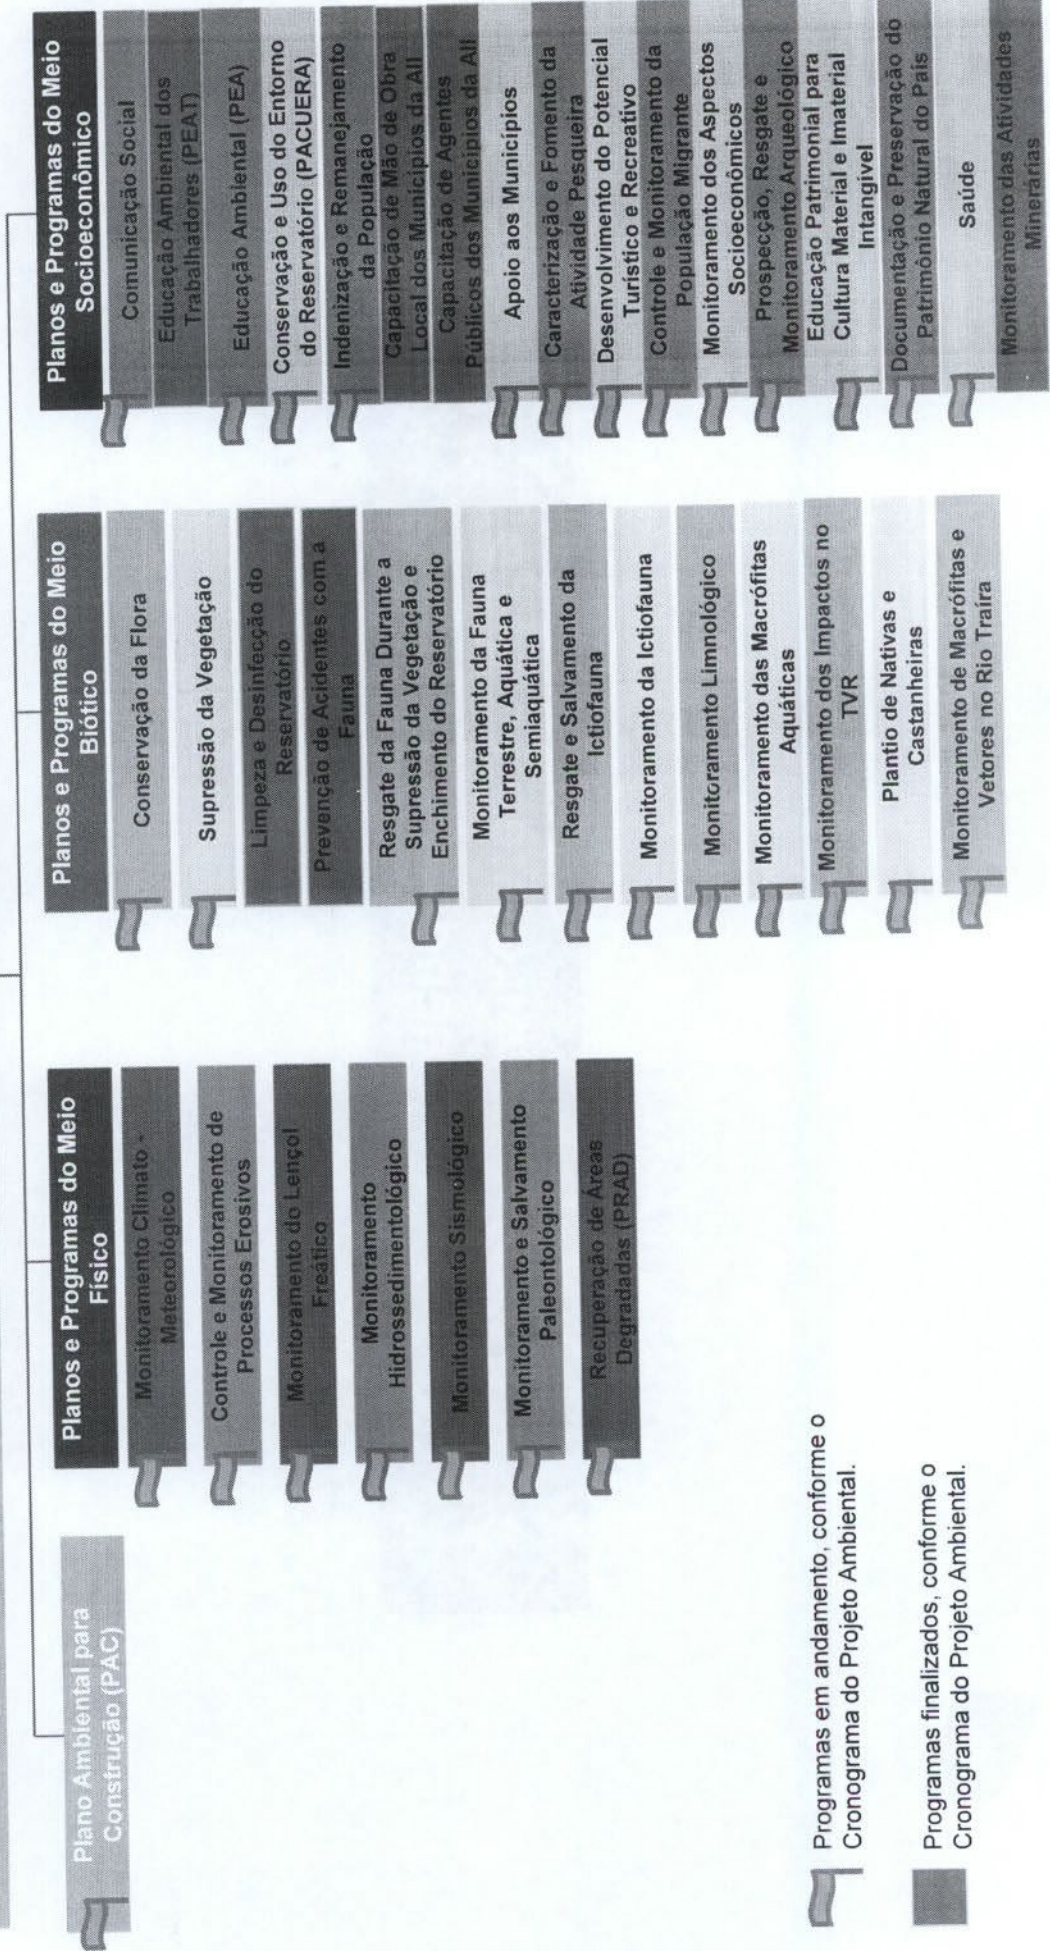 Plano Ambiental para
Construção (PAC)
Planos e Programas do Meio
Físico
Monitoramento Climato -
Meteorológico
Controle e Monitoramento de
Processos Erosivos
Monitoramento do Lençol
Freático
Monitoramento
Hidrossedimentológico
Monitoramento Sismológico
Monitoramento e Salvamento
Paleontológico
Recuperação de Áreas
Degradadas (PRAD)
Planos e Programas do Meio
Biótico
Conservação da Flora
Supressão da Vegetação
Limpeza e Desinfecção do
Reservatório
Prevenção de Acidentes com a
Fauna
Resgate da Fauna Durante a
Supressão da Vegetação e
Enchimento do Reservatório
Monitoramento da Fauna
Terrestre, Aquática e
Semiaquática
Resgate e Salvamento da
Ictiofauna
Monitoramento da Ictiofauna
Monitoramento Limnológico
Monitoramento das Macrófitas
Aquáticas
Monitoramento dos Impactos no
TVR
Plantio de Nativas e
Castanheiras
Monitoramento de Macrófitas e
Vetores no Rio Traíra
Planos e Programas do Meio
Socioeconômico
Comunicação Social
Educação Ambiental dos
Trabalhadores (PEAT)
Educação Ambiental (PEA)
Conservação e Uso do Entorno
do Reservatório (PACUERA)
Indenização e Remanejamento
da População
Capacitação de Mão de Obra
Local dos Municípios da AII
Capacitação de Agentes
Públicos dos Municípios da AII
Apoio aos Municípios
Caracterização e Fomento da
Atividade Pesqueira
Desenvolvimento do Potencial
Turístico e Recreativo
Controle e Monitoramento da
População Migrante
Monitoramento dos Aspectos
Socioeconômicos
Prospecção, Resgate e
Monitoramento Arqueológico
Educação Patrimonial para
Cultura Material e Imaterial
Intangível
Documentação e Preservação do
Patrimônio Natural do País
Saúde
Monitoramento das Atividades
Minerárias
Programas em andamento, conforme o
Cronograma do Projeto Ambiental.
Programas finalizados, conforme o
Cronograma do Projeto Ambiental.